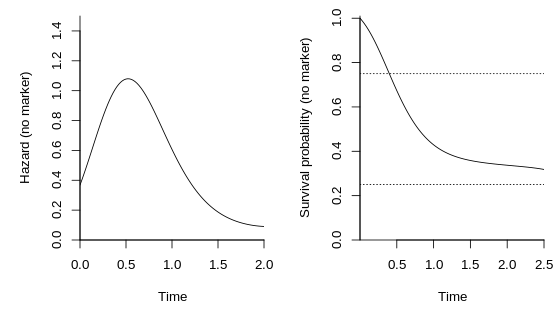 Hazard (no marker)
0.0 0.2 0.4 0.6 0.8 1.0 1.2 1.4
0.0 0.5 1.0 1.5 2.0
Time
Survival probability (no marker)
0.0 0.2 0.4 0.6 0.8 1.0
0.5 1.0 1.5 2.0 2.5
Time